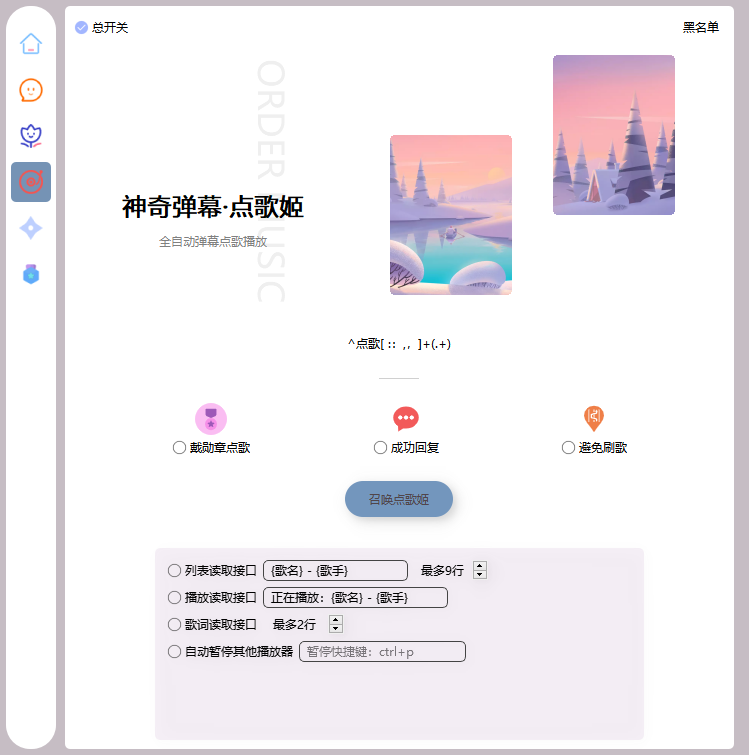 总开关
黑名单
ORDER MUSIC
神奇弹幕·点歌姬
全自动弹幕点歌播放
^点歌[ :：,，]+(.+)
戴勋章点歌
成功回复
避免刷歌
召唤点歌姬
列表读取接口 {歌名} - {歌手} 最多9行
播放读取接口 正在播放：{歌名} - {歌手}
歌词读取接口 最多2行
自动暂停其他播放器 暂停快捷键：ctrl+p